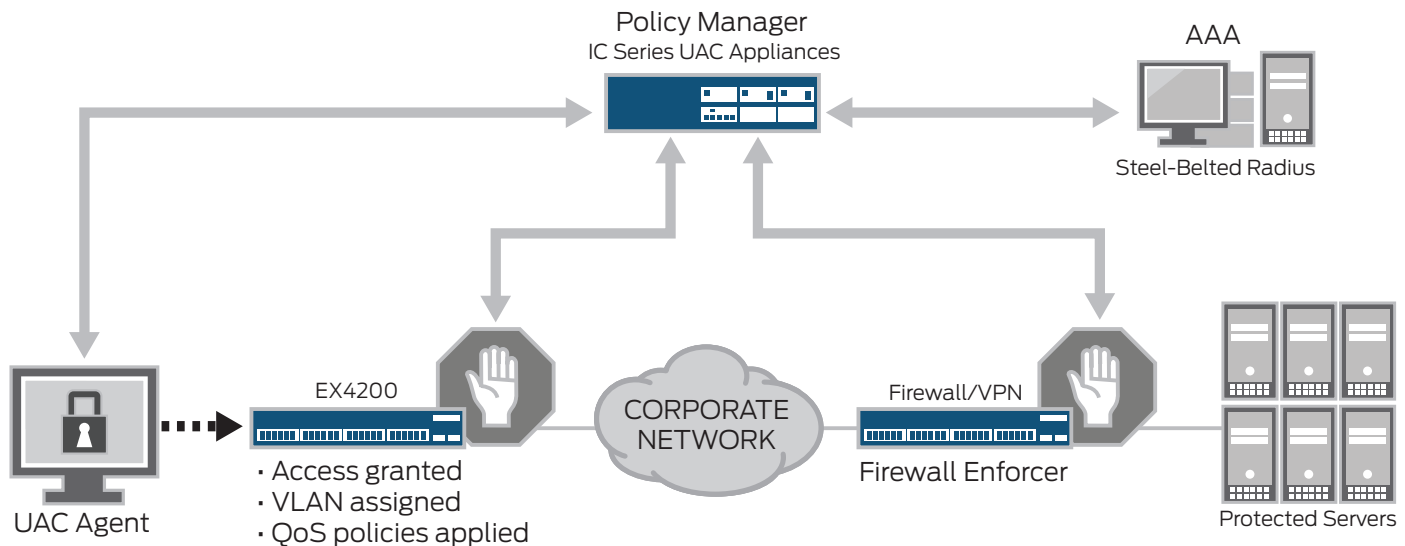 Policy Manager
IC Series UAC Appliances
AAA
Steel-Belted Radius
EX4200
Firewall/VPN
CORPORATE
NETWORK
UAC Agent
· Access granted
· VLAN assigned
· QoS policies applied
Firewall Enforcer
Protected Servers